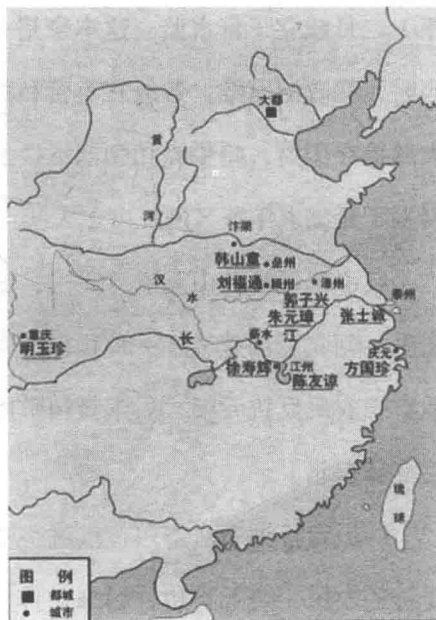 大都
黄
河
汴梁
韩山童
亳州
刘福通
颍州
濠州
郭子兴
泰州
汉
水
朱元璋
张士诚
重庆
明玉珍
长
蕲水
江
庆元
徐寿辉
江州
方国珍
陈友谅
琉
球
图 例
都城
城市